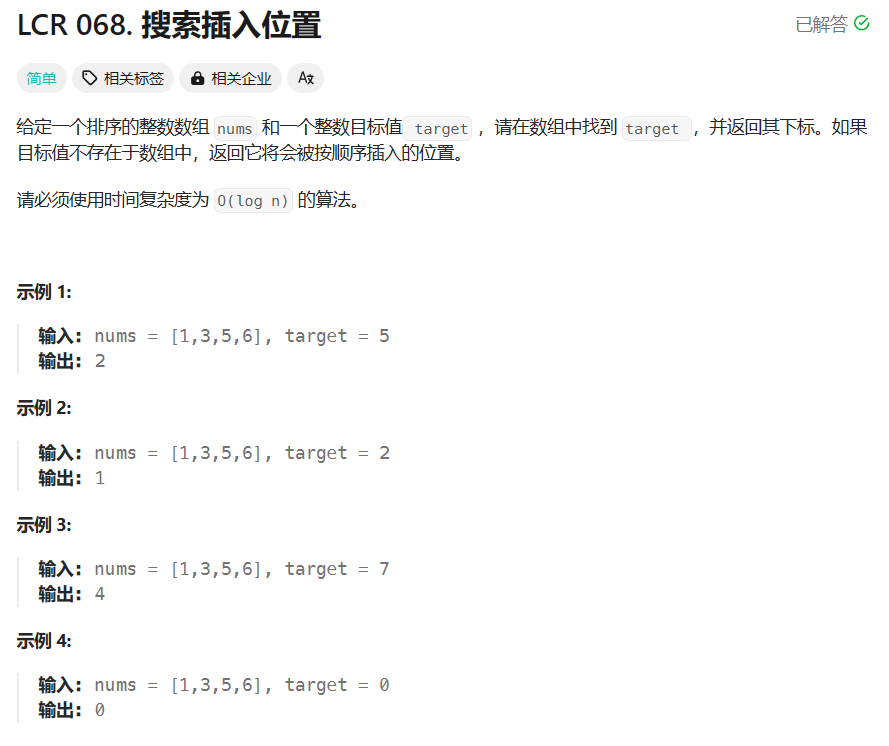 LCR 068. 搜索插入位置
已解答
简单 相关标签 相关企业
给定一个排序的整数数组 nums 和一个整数目标值 target ，请在数组中找到 target ，并返回其下标。如果
目标值不存在于数组中，返回它将会被按顺序插入的位置。
请必须使用时间复杂度为 O(log n) 的算法。
示例 1:
输入: nums = [1,3,5,6], target = 5
输出: 2
示例 2:
输入: nums = [1,3,5,6], target = 2
输出: 1
示例 3:
输入: nums = [1,3,5,6], target = 7
输出: 4
示例 4:
输入: nums = [1,3,5,6], target = 0
输出: 0